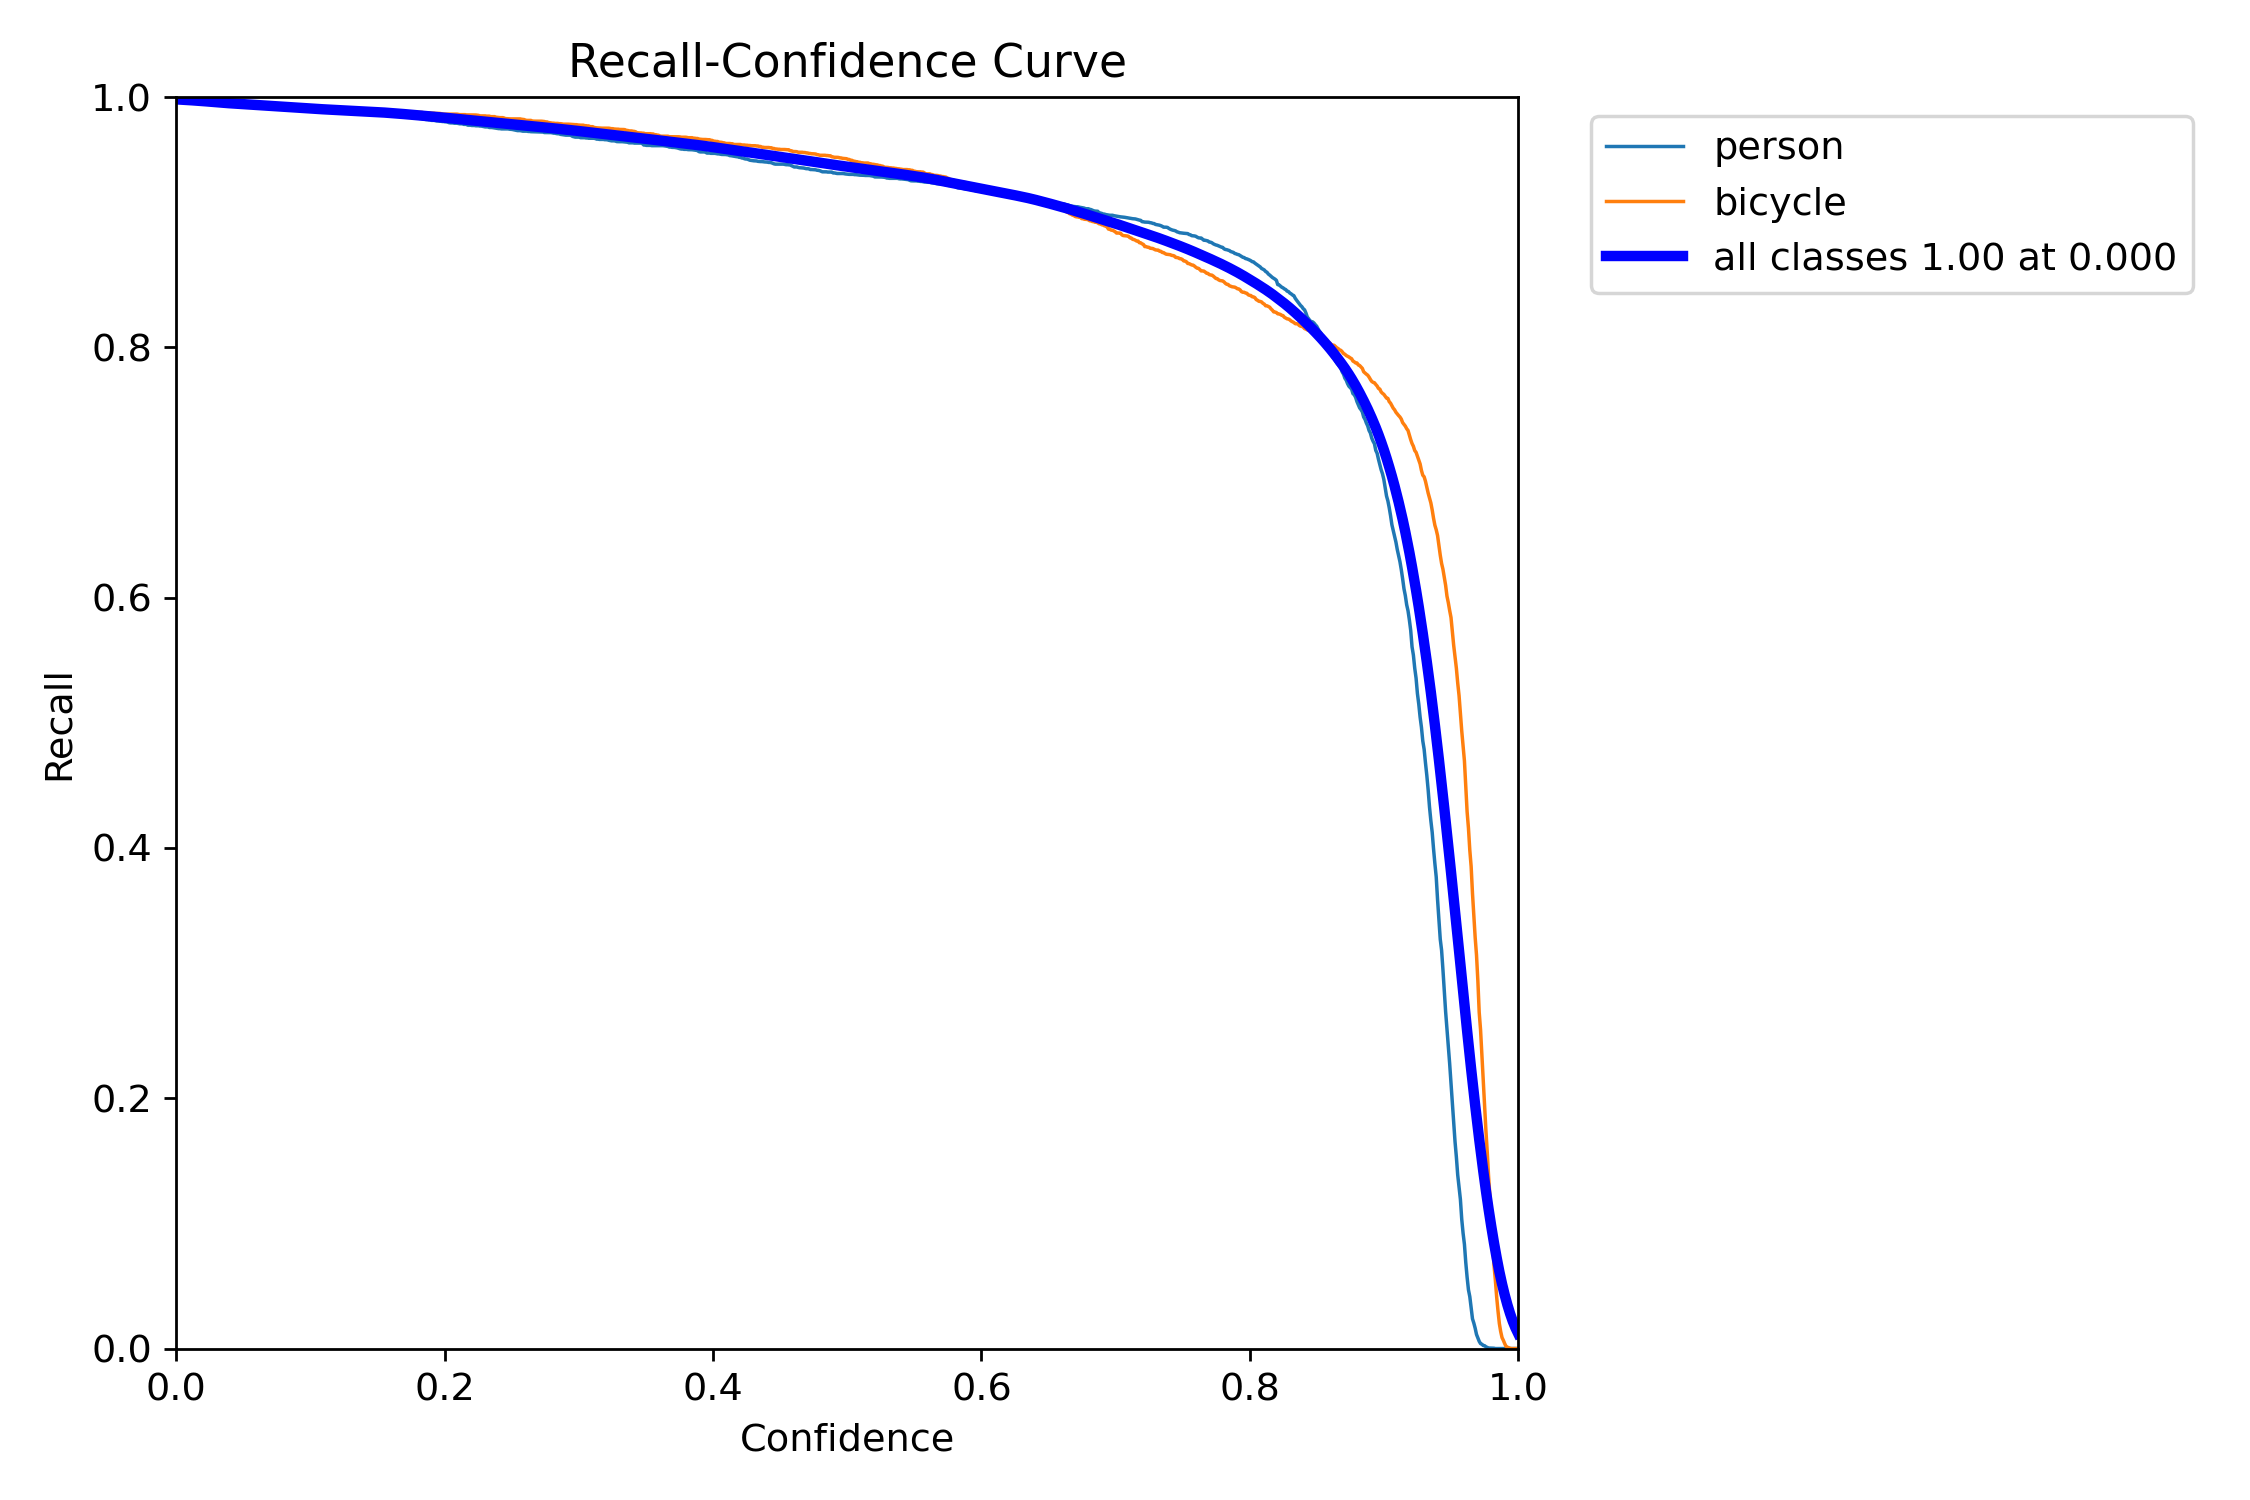 Recall-Confidence Curve
1.0
0.8
0.6
0.4
0.2
0.0
Recall
0.0 0.2 0.4 0.6 0.8 1.0
Confidence
person
bicycle
all classes 1.00 at 0.000